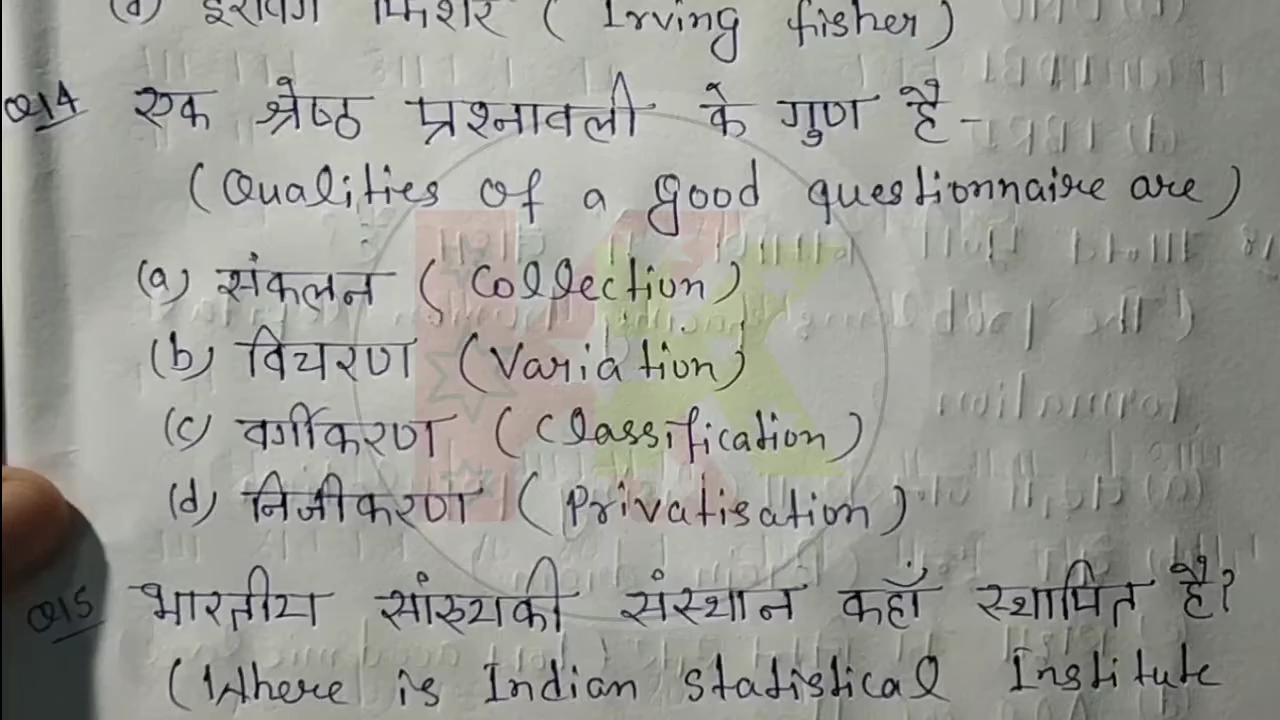 (d) इरविंग फिशर ( Irving fisher)
Q14 एक श्रेष्ठ प्रश्नावली के गुण है-
(Qualities of a good questionnaire are)
(a) संकलन ( Collection)
(b) विचरण (Variation)
(c) वर्गीकरण ( Classification)
(d) निजीकरण ( Privatisation)
Q15 भारतीय सांख्यकी संस्थान कहाँ स्थापित है?
(Where is Indian statistical Institute